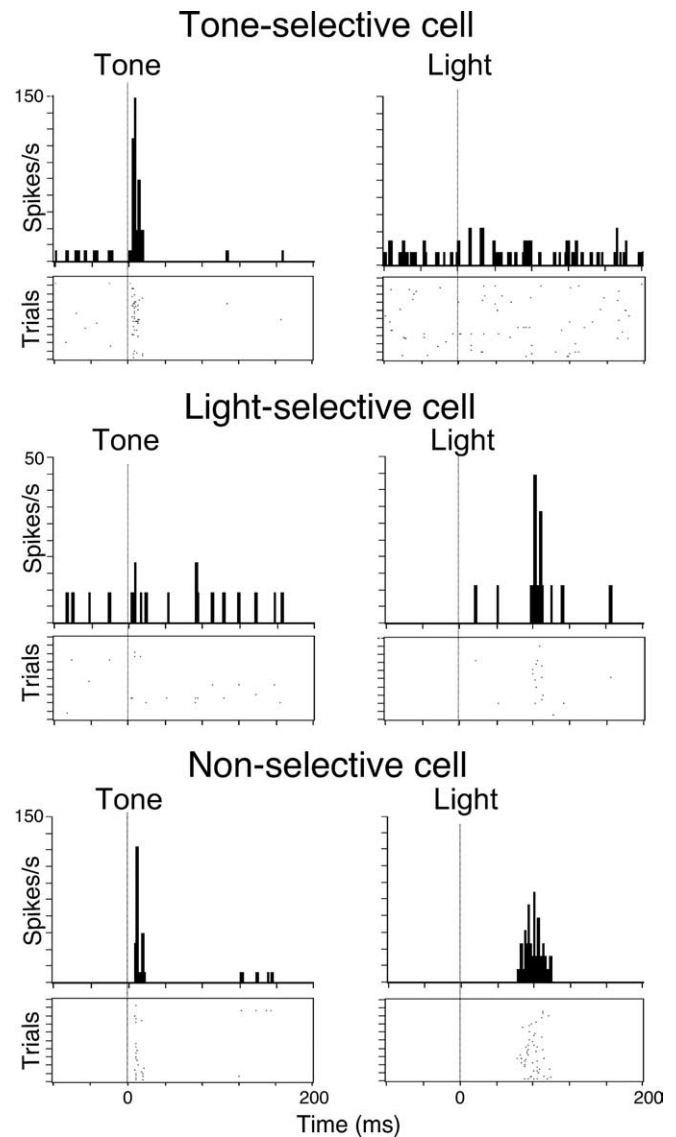 Tone-selective cell
Tone Light
150
Spikes/s
Trials
Light-selective cell
Tone Light
50
Spikes/s
Trials
Non-selective cell
Tone Light
150
Spikes/s
Trials
0 200 0 200
Time (ms)